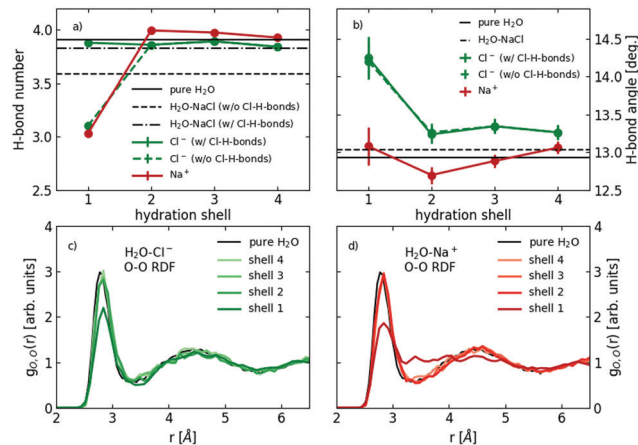 a)
4.0
3.5
3.0
2.5
H-bond number
pure H₂O
H₂O-NaCl (w/o Cl-H-bonds)
H₂O-NaCl (w/ Cl-H-bonds)
Cl⁻ (w/ Cl-H-bonds)
Cl⁻ (w/o Cl-H-bonds)
Na⁺
1 2 3 4
hydration shell
b)
pure H₂O
H₂O-NaCl
Cl⁻ (w/ Cl-H-bonds)
Cl⁻ (w/o Cl-H-bonds)
Na⁺
14.5
14.0
13.5
13.0
12.5
H-bond angle [deg.]
1 2 3 4
hydration shell
c)
H₂O-Cl⁻
O-O RDF
pure H₂O
shell 4
shell 3
shell 2
shell 1
4
3
2
1
0
g_{O,O}(r) [arb. units]
2 3 4 5 6
r [Å]
d)
H₂O-Na⁺
O-O RDF
pure H₂O
shell 4
shell 3
shell 2
shell 1
4
3
2
1
0
g_{O,O}(r) [arb. units]
2 3 4 5 6
r [Å]